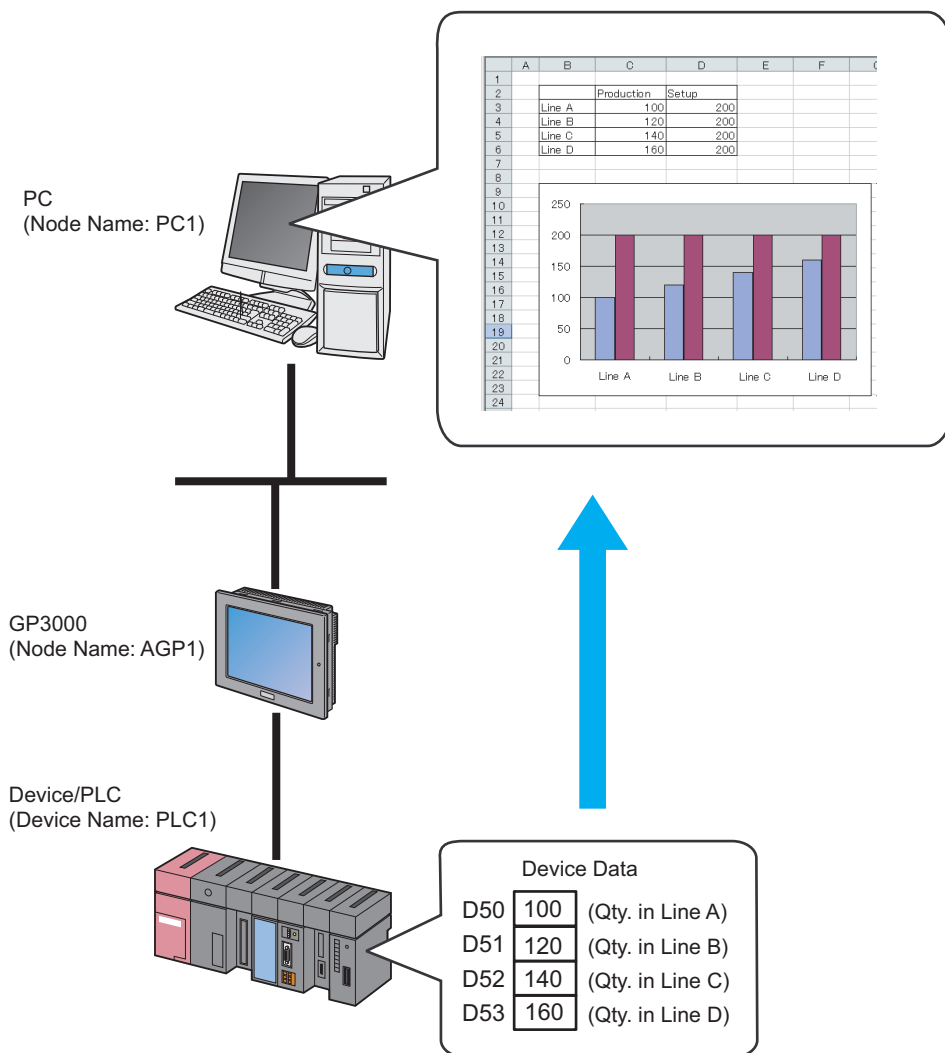 A B C D E F
1
2 Production Setup
3 Line A 100 200
4 Line B 120 200
5 Line C 140 200
6 Line D 160 200
7
8
9
10
11
12
13
14
15
16
17
18
19
20
21
22
23
24
250
200
150
100
50
0
Line A Line B Line C Line D
PC
(Node Name: PC1)
GP3000
(Node Name: AGP1)
Device/PLC
(Device Name: PLC1)
Device Data
D50 100 (Qty. in Line A)
D51 120 (Qty. in Line B)
D52 140 (Qty. in Line C)
D53 160 (Qty. in Line D)